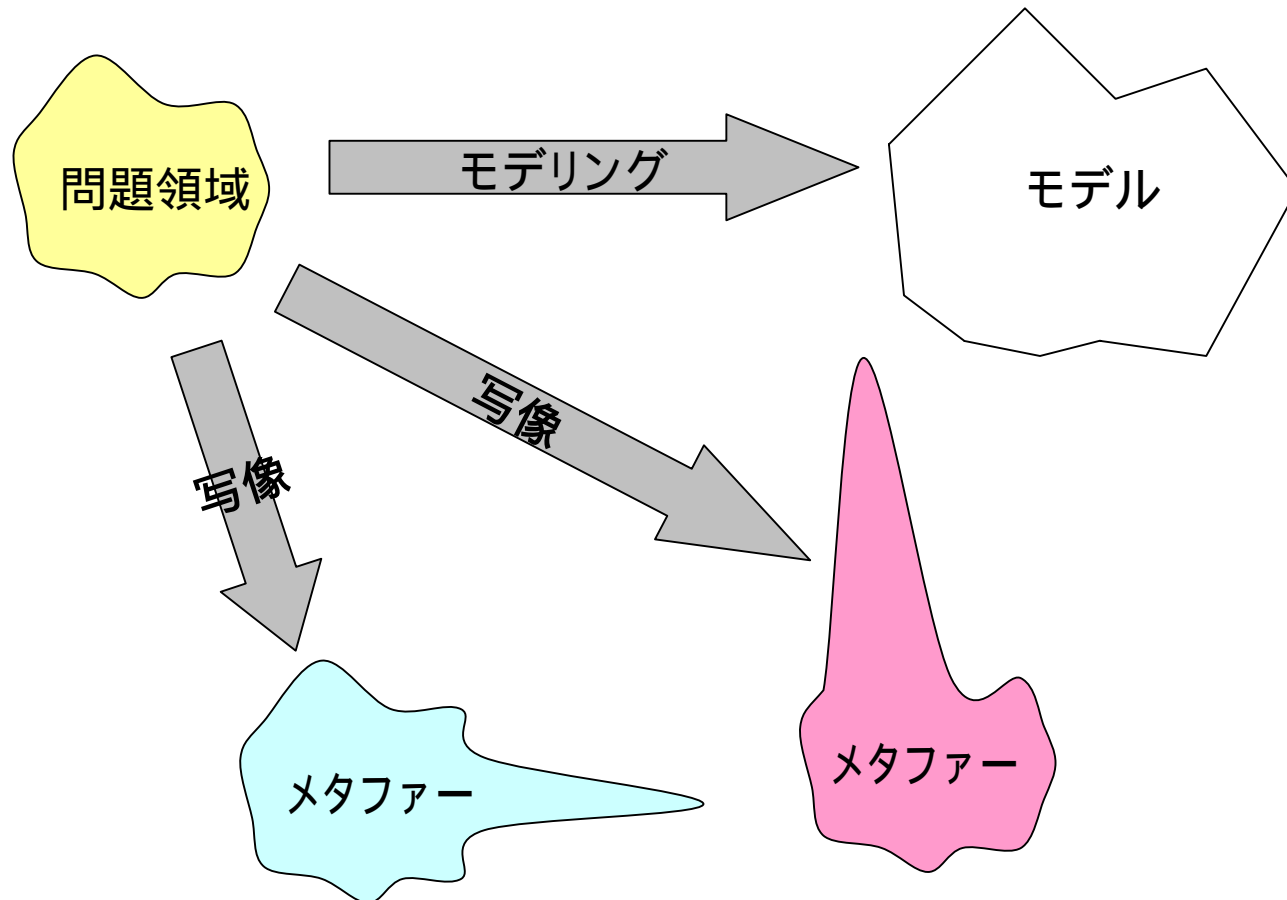 問題領域
モデリング
モデル
写像
写像
メタファー
メタファー